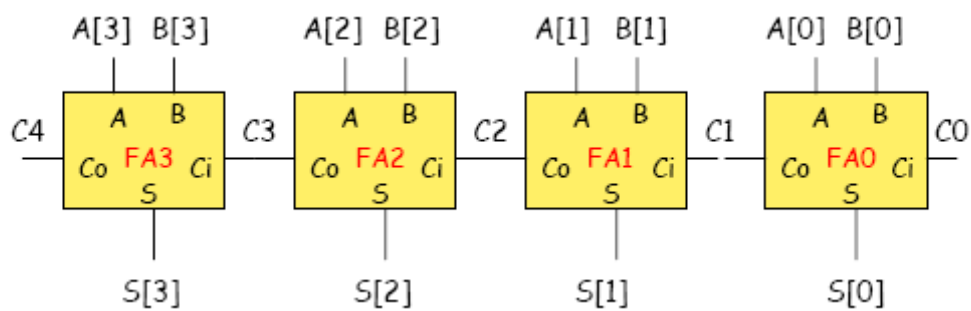 A[3] B[3] A[2] B[2] A[1] B[1] A[0] B[0]
C4 A B C3 A B C2 A B C1 A B C0
Co FA3 Ci Co FA2 Ci Co FA1 Ci Co FA0 Ci
S S S S
S[3] S[2] S[1] S[0]